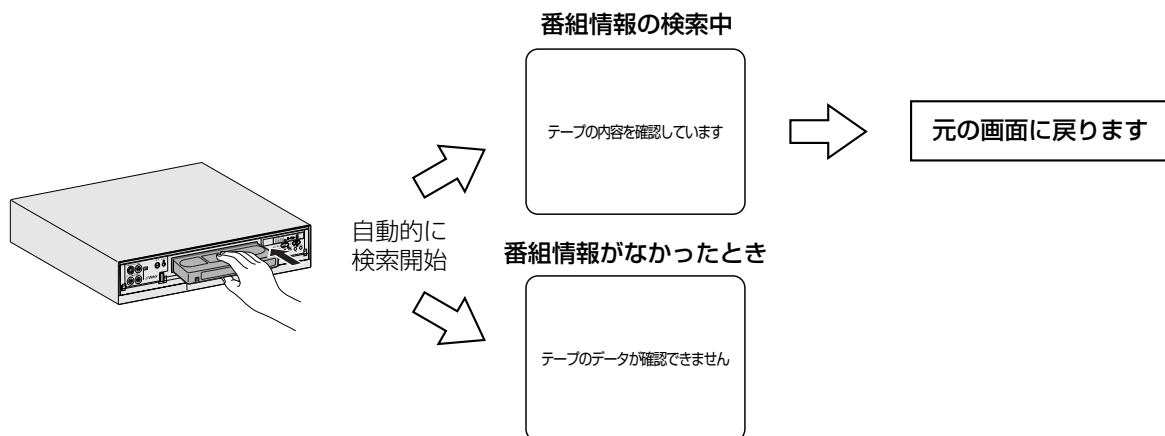 番組情報の検索中
テープの内容を確認しています
元の画面に戻ります
自動的に
検索開始
番組情報がなかったとき
テープのデータが確認できません